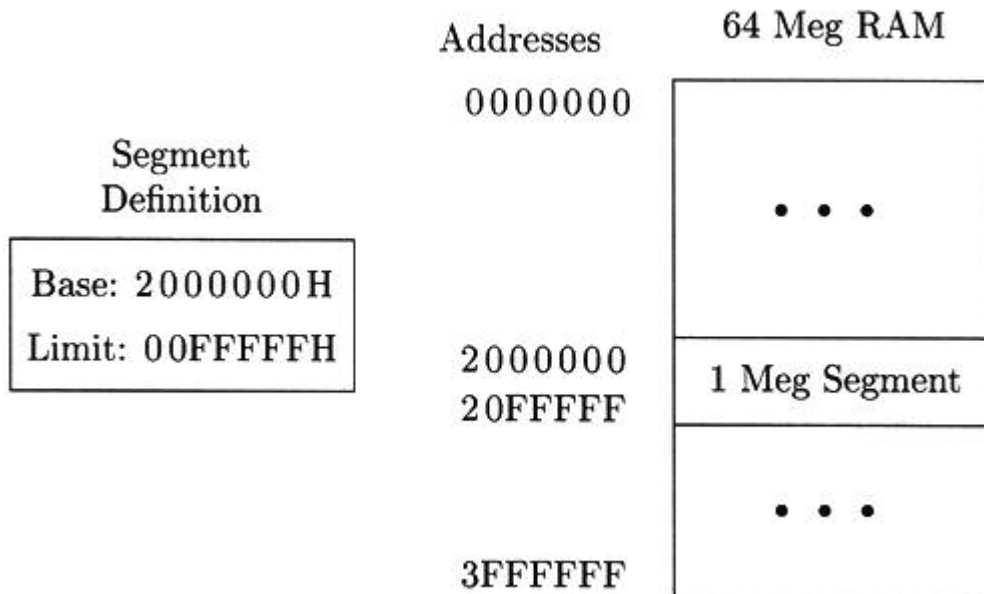 Segment
Definition
Base: 2000000H
Limit: 00FFFFFH
Addresses
0000000
2000000
20FFFFF
3FFFFFF
64 Meg RAM
• • •
1 Meg Segment
• • •